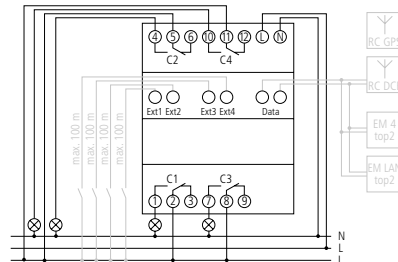 4 5 6 10 11 12 L N
C2 C4
RC GPS
RC DCF
Ext1 Ext2 Ext3 Ext4 Data
max. 100 m
max. 100 m
max. 100 m
max. 100 m
EM 4
top2
EM LAN
top2
C1 C3
1 2 3 7 8 9
N
L
L